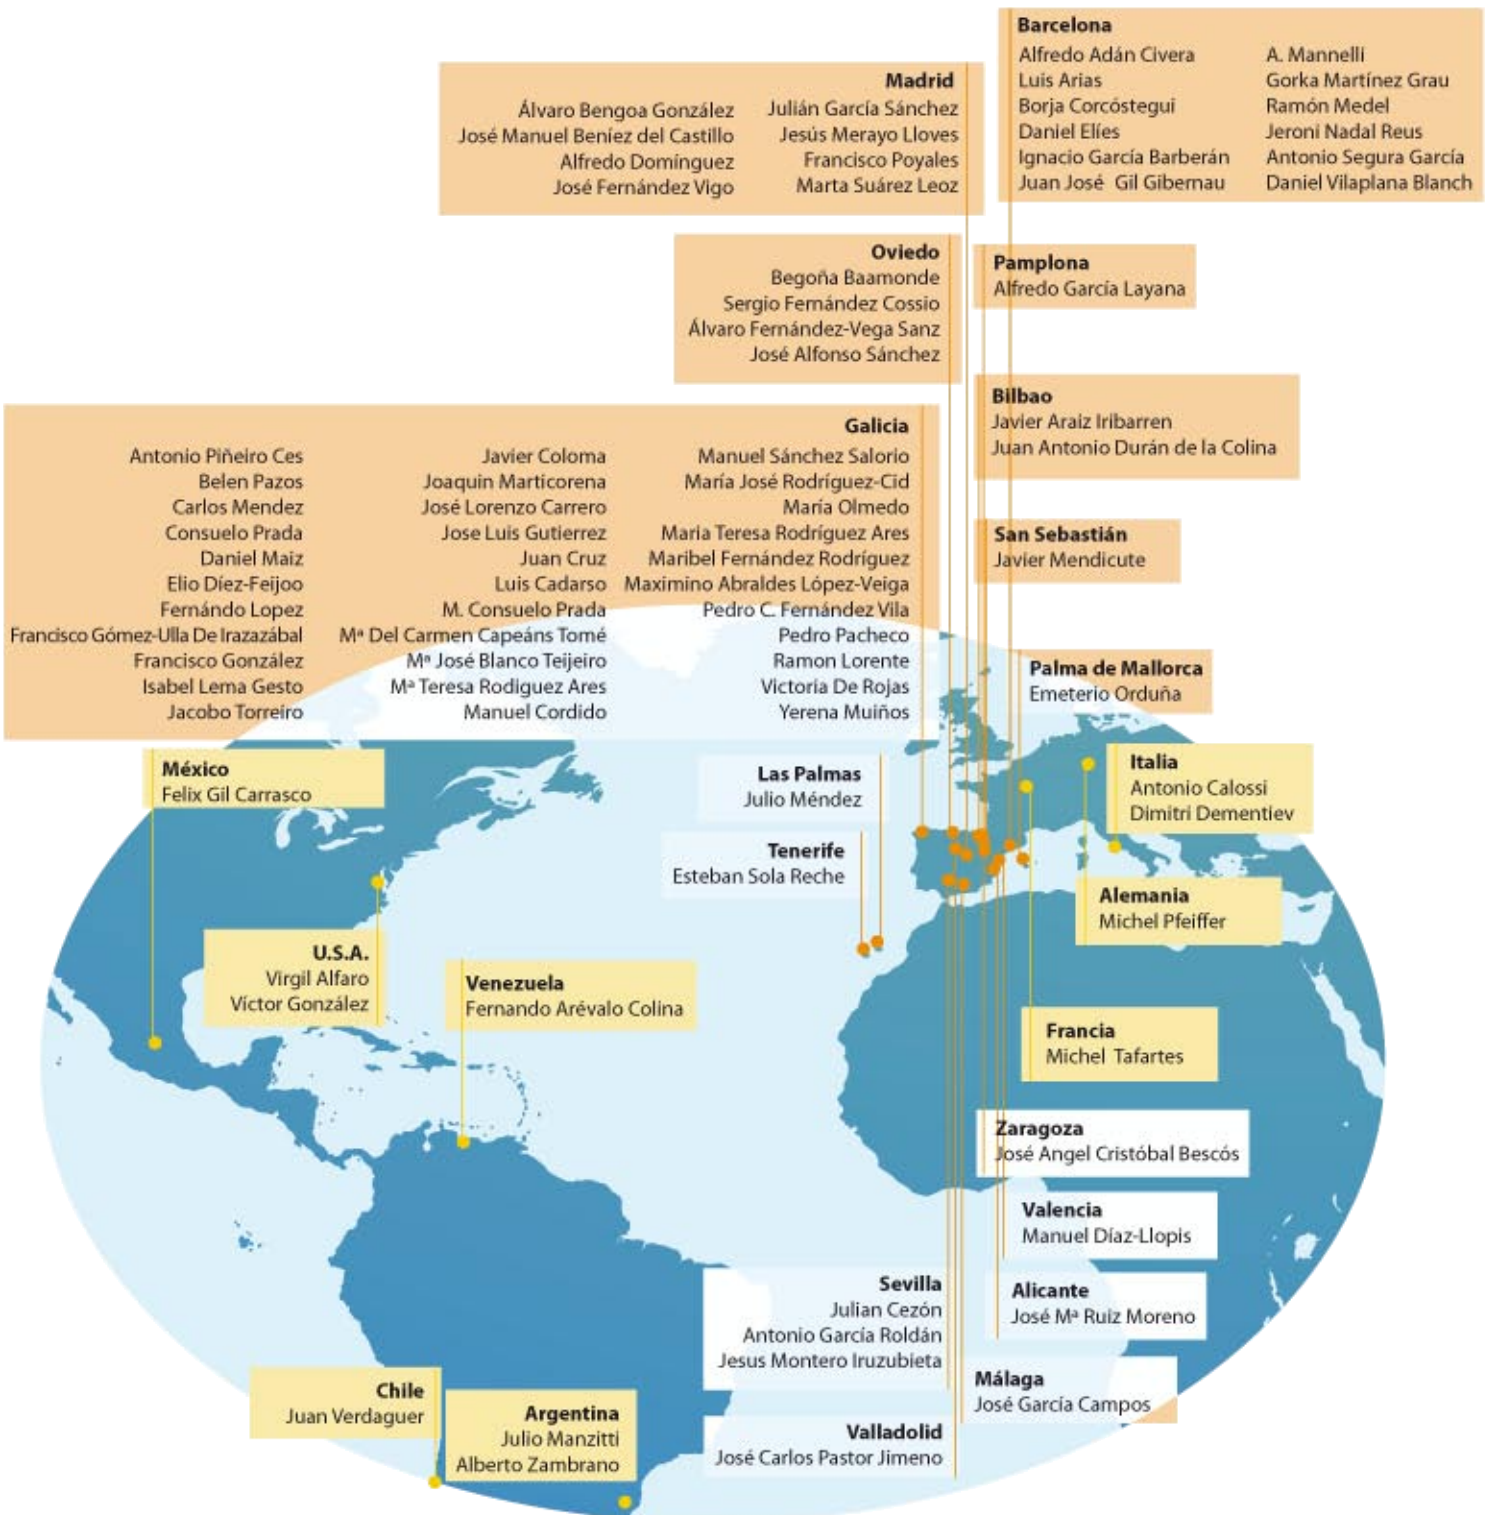 Barcelona
Alfredo Adán Civera
Luis Arias
Borja Corcóstegui
Daniel Elíes
Ignacio García Barberán
Juan José Gil Gibernau
A. Mannelli
Gorka Martínez Grau
Ramón Medel
Jeroni Nadal Reus
Antonio Segura García
Daniel Vilaplana Blanch
Madrid
Álvaro Bengoa González
José Manuel Beníez del Castillo
Alfredo Domínguez
José Fernández Vigo
Julián García Sánchez
Jesús Merayo Lloves
Francisco Poyales
Marta Suárez Leoz
Oviedo
Begoña Baamonde
Sergio Fernández Cossio
Álvaro Fernández-Vega Sanz
José Alfonso Sánchez
Pamplona
Alfredo García Layana
Bilbao
Javier Araiz Iribarren
Juan Antonio Durán de la Colina
Galicia
Antonio Piñeiro Ces
Belen Pazos
Carlos Mendez
Consuelo Prada
Daniel Maiz
Elio Díez-Feijoo
Fernándo Lopez
Francisco Gómez-Ulla De Irazazábal
Francisco González
Isabel Lema Gesto
Jacobo Torreiro
Javier Coloma
Joaquin Marticorena
José Lorenzo Carrero
Jose Luis Gutierrez
Juan Cruz
Luis Cadarso
M. Consuelo Prada
Mª Del Carmen Capeáns Tomé
Mª José Blanco Teijeiro
Mª Teresa Rodiguez Ares
Manuel Cordido
Manuel Sánchez Salorio
María José Rodríguez-Cid
María Olmedo
Maria Teresa Rodríguez Ares
Maribel Fernández Rodríguez
Maximino Abraldes López-Veiga
Pedro C. Fernández Vila
Pedro Pacheco
Ramon Lorente
Victoria De Rojas
Yerena Muiños
San Sebastián
Javier Mendicute
Palma de Mallorca
Emeterio Orduña
México
Felix Gil Carrasco
Las Palmas
Julio Méndez
Italia
Antonio Calossi
Dimitri Dementiev
Tenerife
Esteban Sola Reche
Alemania
Michel Pfeiffer
U.S.A.
Virgil Alfaro
Víctor González
Venezuela
Fernando Arévalo Colina
Francia
Michel Tafartes
Zaragoza
José Angel Cristóbal Bescós
Valencia
Manuel Díaz-Llopis
Sevilla
Julian Cezón
Antonio García Roldán
Jesus Montero Iruzubieta
Alicante
José Mª Ruiz Moreno
Málaga
José García Campos
Chile
Juan Verdaguer
Argentina
Julio Manzitti
Alberto Zambrano
Valladolid
José Carlos Pastor Jimeno